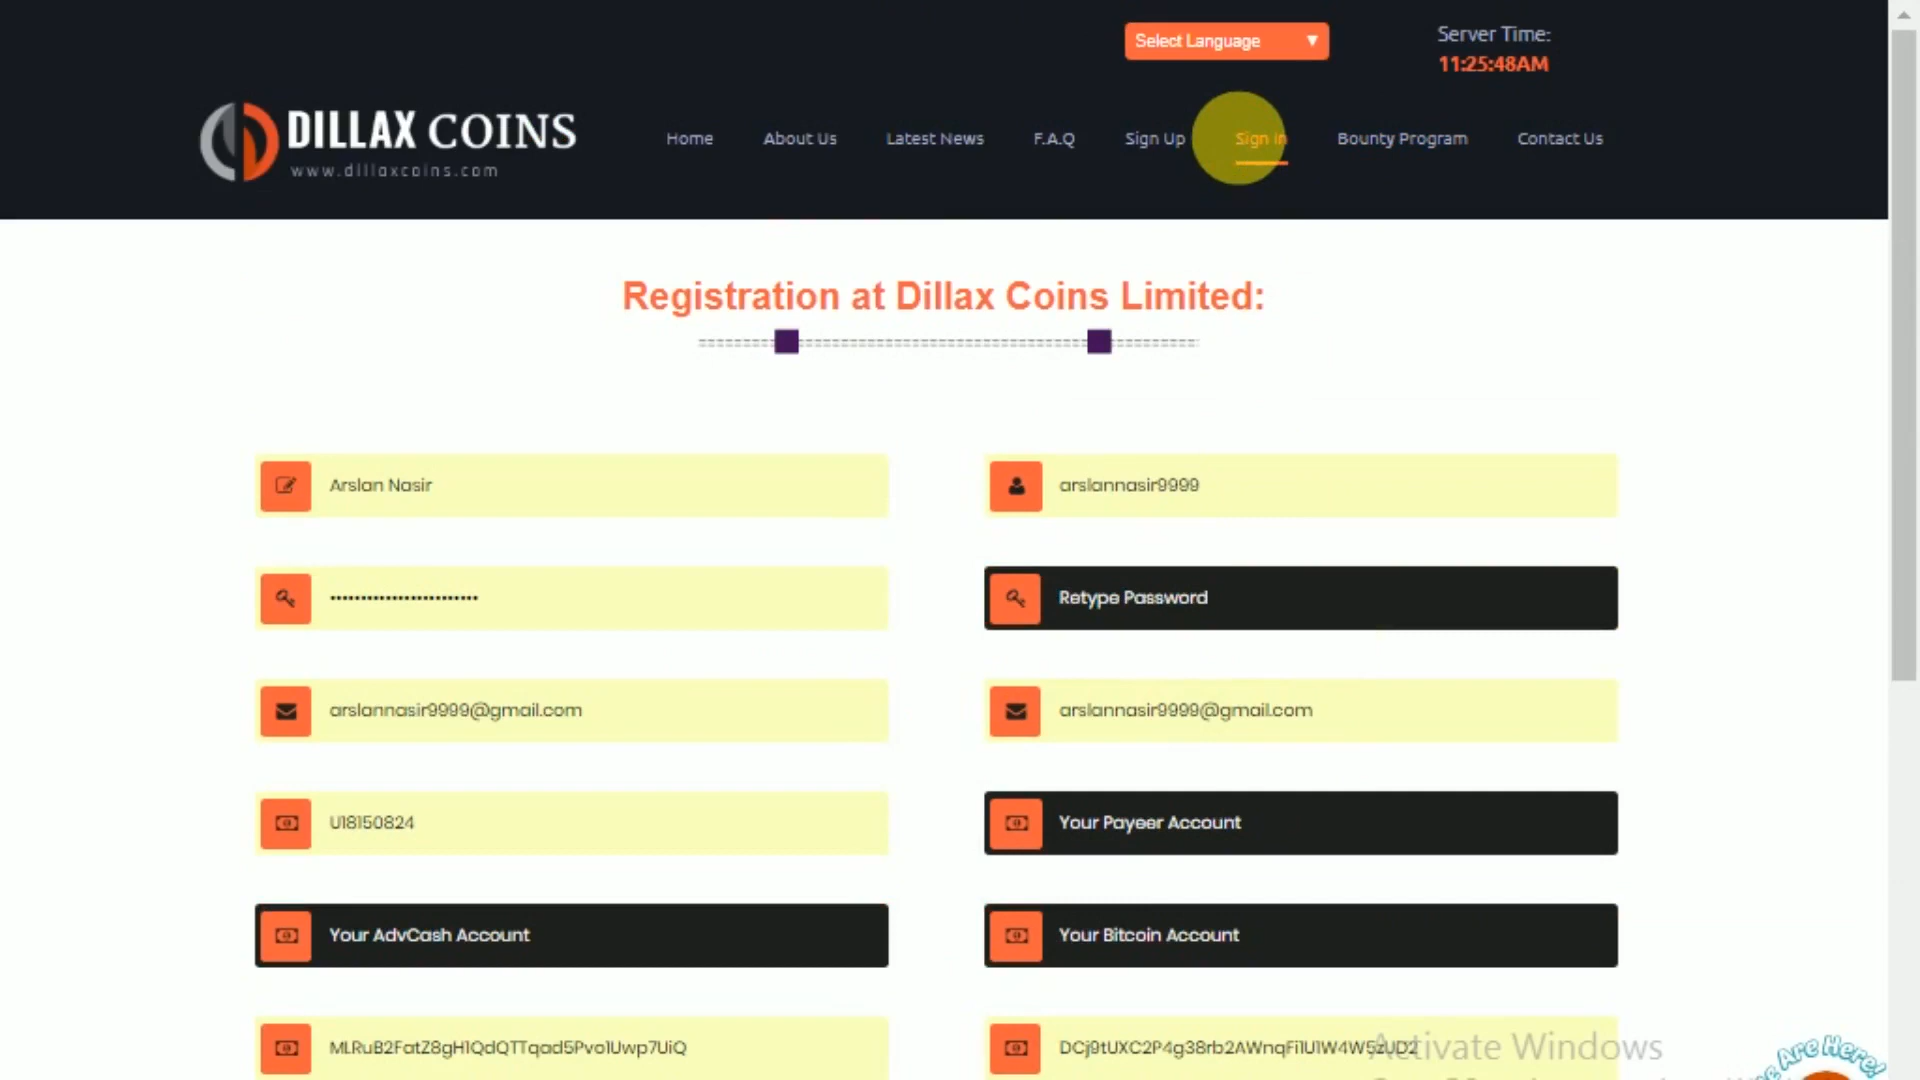 Select Language ▼
Server Time:
11:25:48AM
DILLAX COINS
www.dillaxcoins.com
Home About Us Latest News F.A.Q Sign Up Sign In Bounty Program Contact Us
Registration at Dillax Coins Limited:
Arslan Nasir
arslannasir9999
••••••••••••••••••••••••
Retype Password
arslannasir9999@gmail.com
arslannasir9999@gmail.com
U18150824
Your Payeer Account
Your AdvCash Account
Your Bitcoin Account
Activate Windows
Are Here!